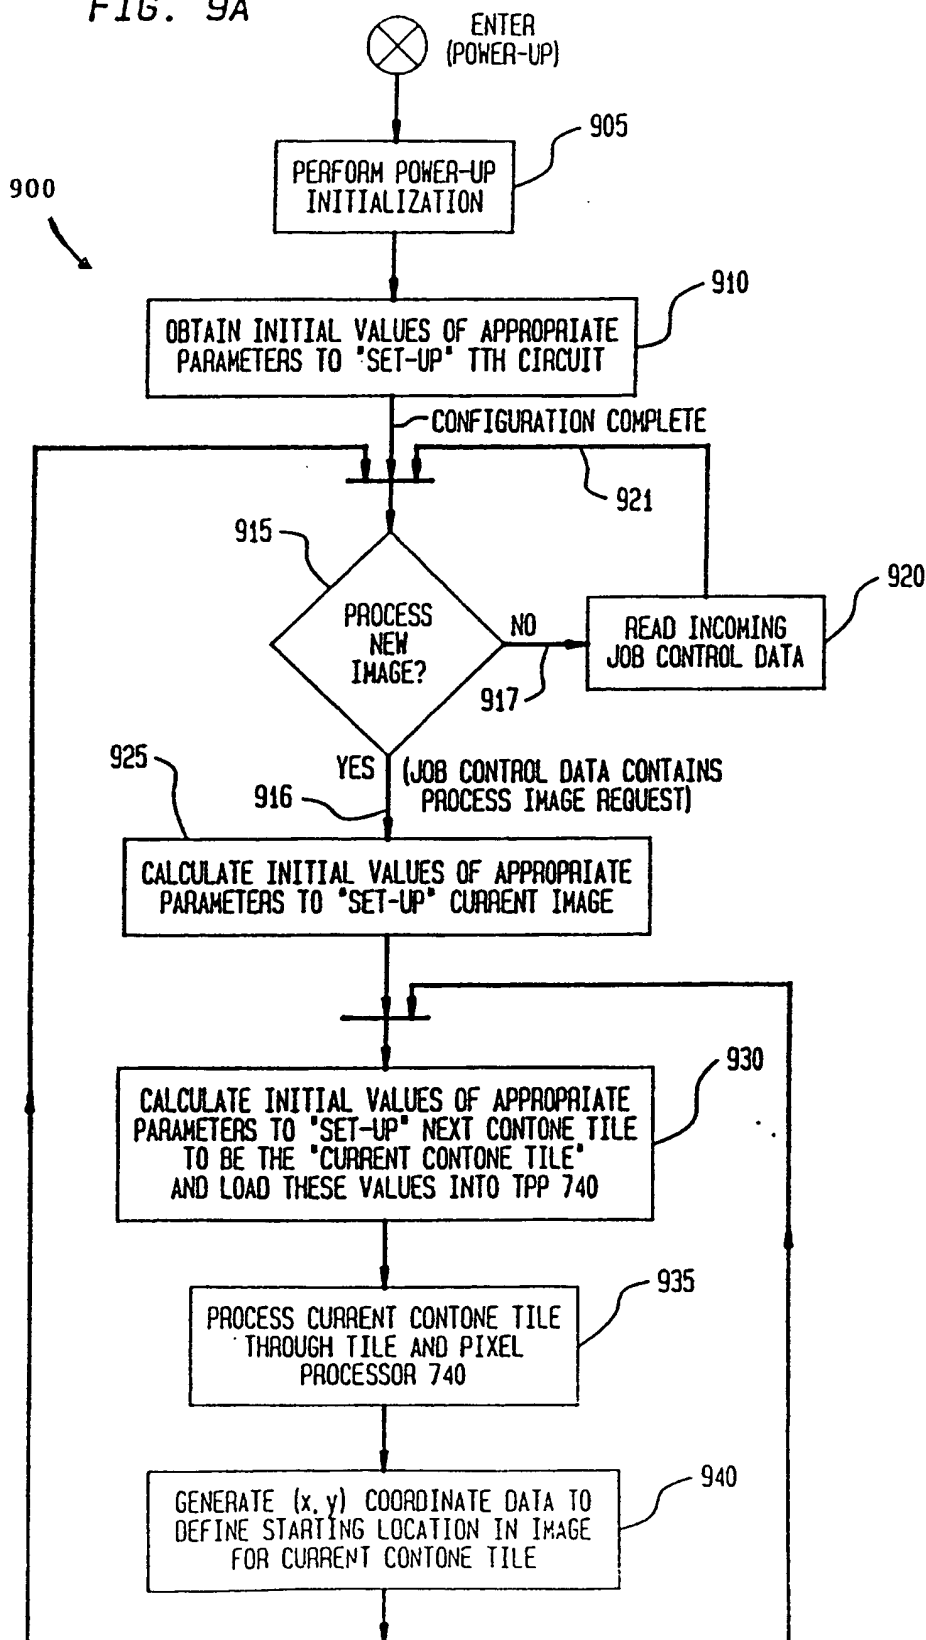 FIG. 9A
ENTER
(POWER-UP)
905
PERFORM POWER-UP
INITIALIZATION
900
910
OBTAIN INITIAL VALUES OF APPROPRIATE
PARAMETERS TO "SET-UP" TTH CIRCUIT
CONFIGURATION COMPLETE
921
915
920
PROCESS
NEW
IMAGE?
NO
READ INCOMING
JOB CONTROL DATA
917
925
YES
(JOB CONTROL DATA CONTAINS
PROCESS IMAGE REQUEST)
916
CALCULATE INITIAL VALUES OF APPROPRIATE
PARAMETERS TO "SET-UP" CURRENT IMAGE
930
CALCULATE INITIAL VALUES OF APPROPRIATE
PARAMETERS TO "SET-UP" NEXT CONTONE TILE
TO BE THE "CURRENT CONTONE TILE"
AND LOAD THESE VALUES INTO TPP 740
935
PROCESS CURRENT CONTONE TILE
THROUGH TILE AND PIXEL
PROCESSOR 740
940
GENERATE (x, y) COORDINATE DATA TO
DEFINE STARTING LOCATION IN IMAGE
FOR CURRENT CONTONE TILE